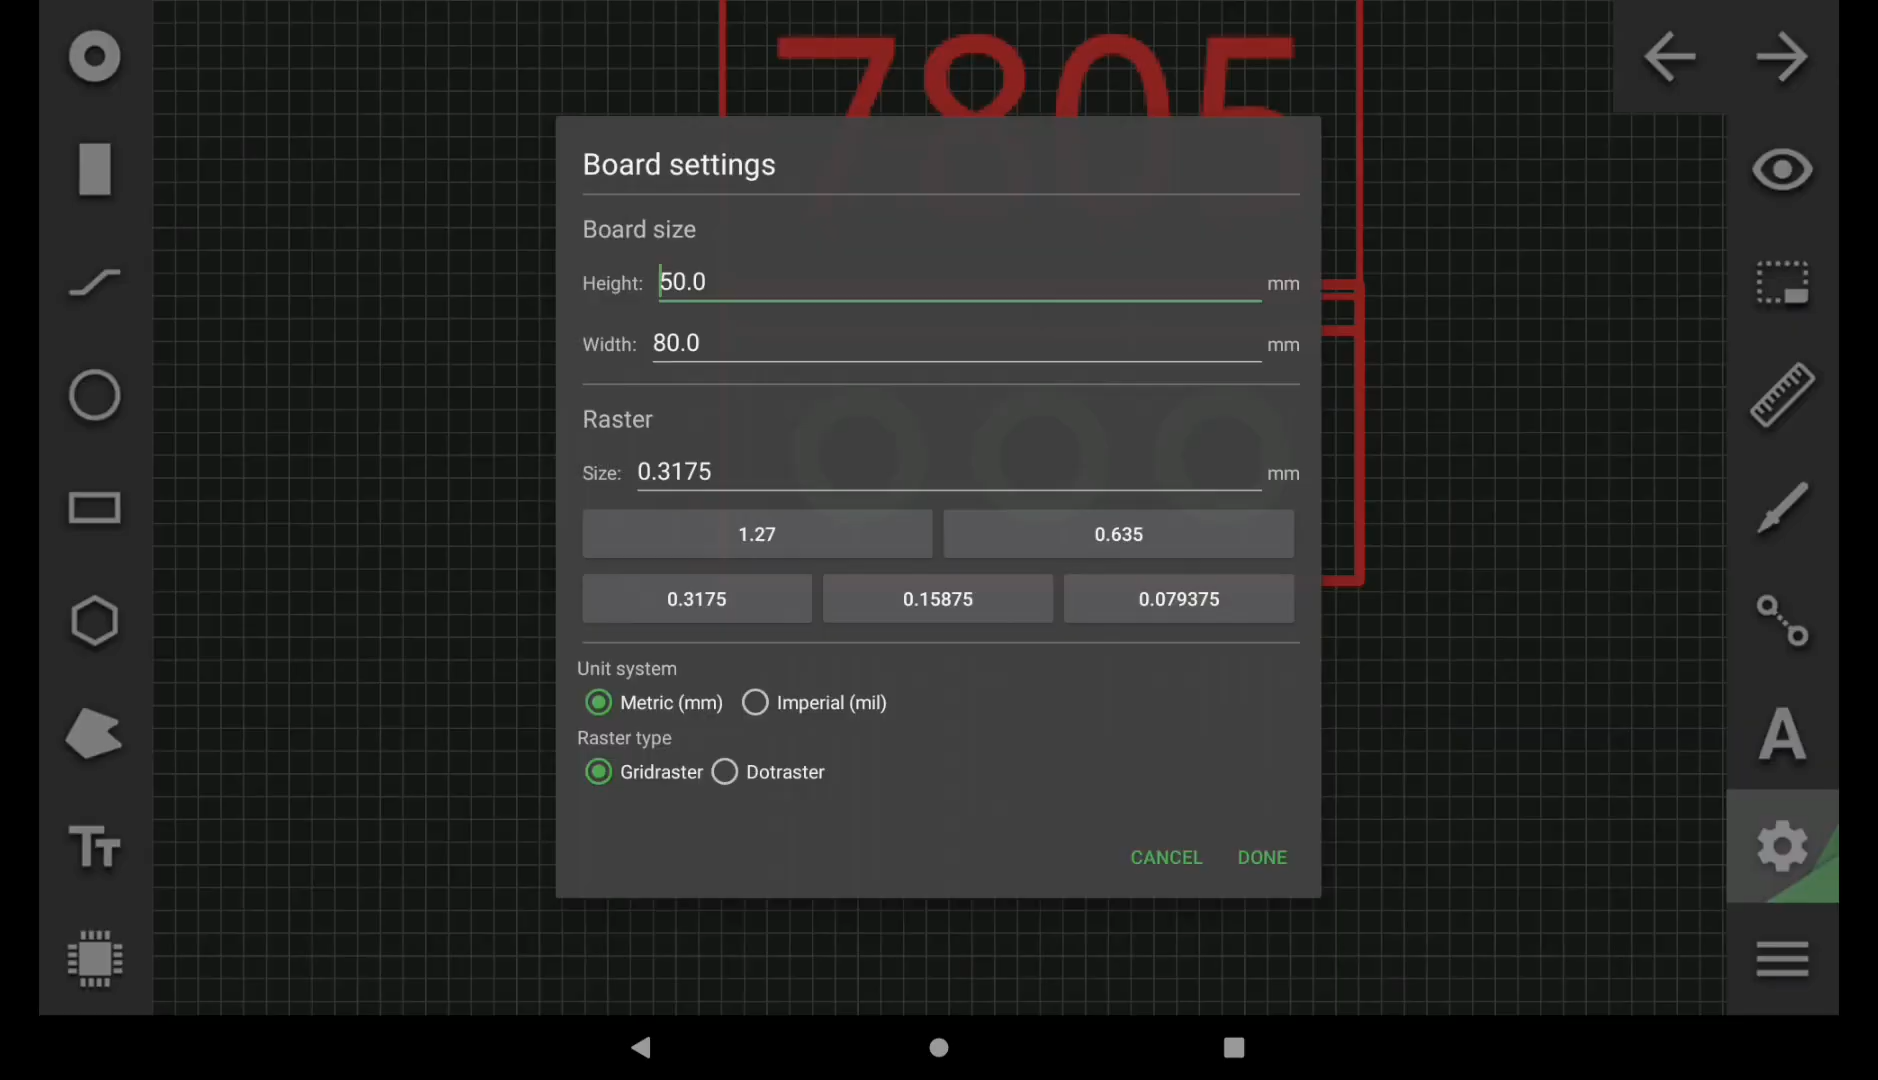 7805
Board settings
Board size
Height: 50.0 mm
Width: 80.0 mm
Raster
Size: 0.3175 mm
1.27 0.635
0.3175 0.15875 0.079375
Unit system
Metric (mm) Imperial (mil)
Raster type
Gridraster Dotraster
CANCEL DONE
A
TT